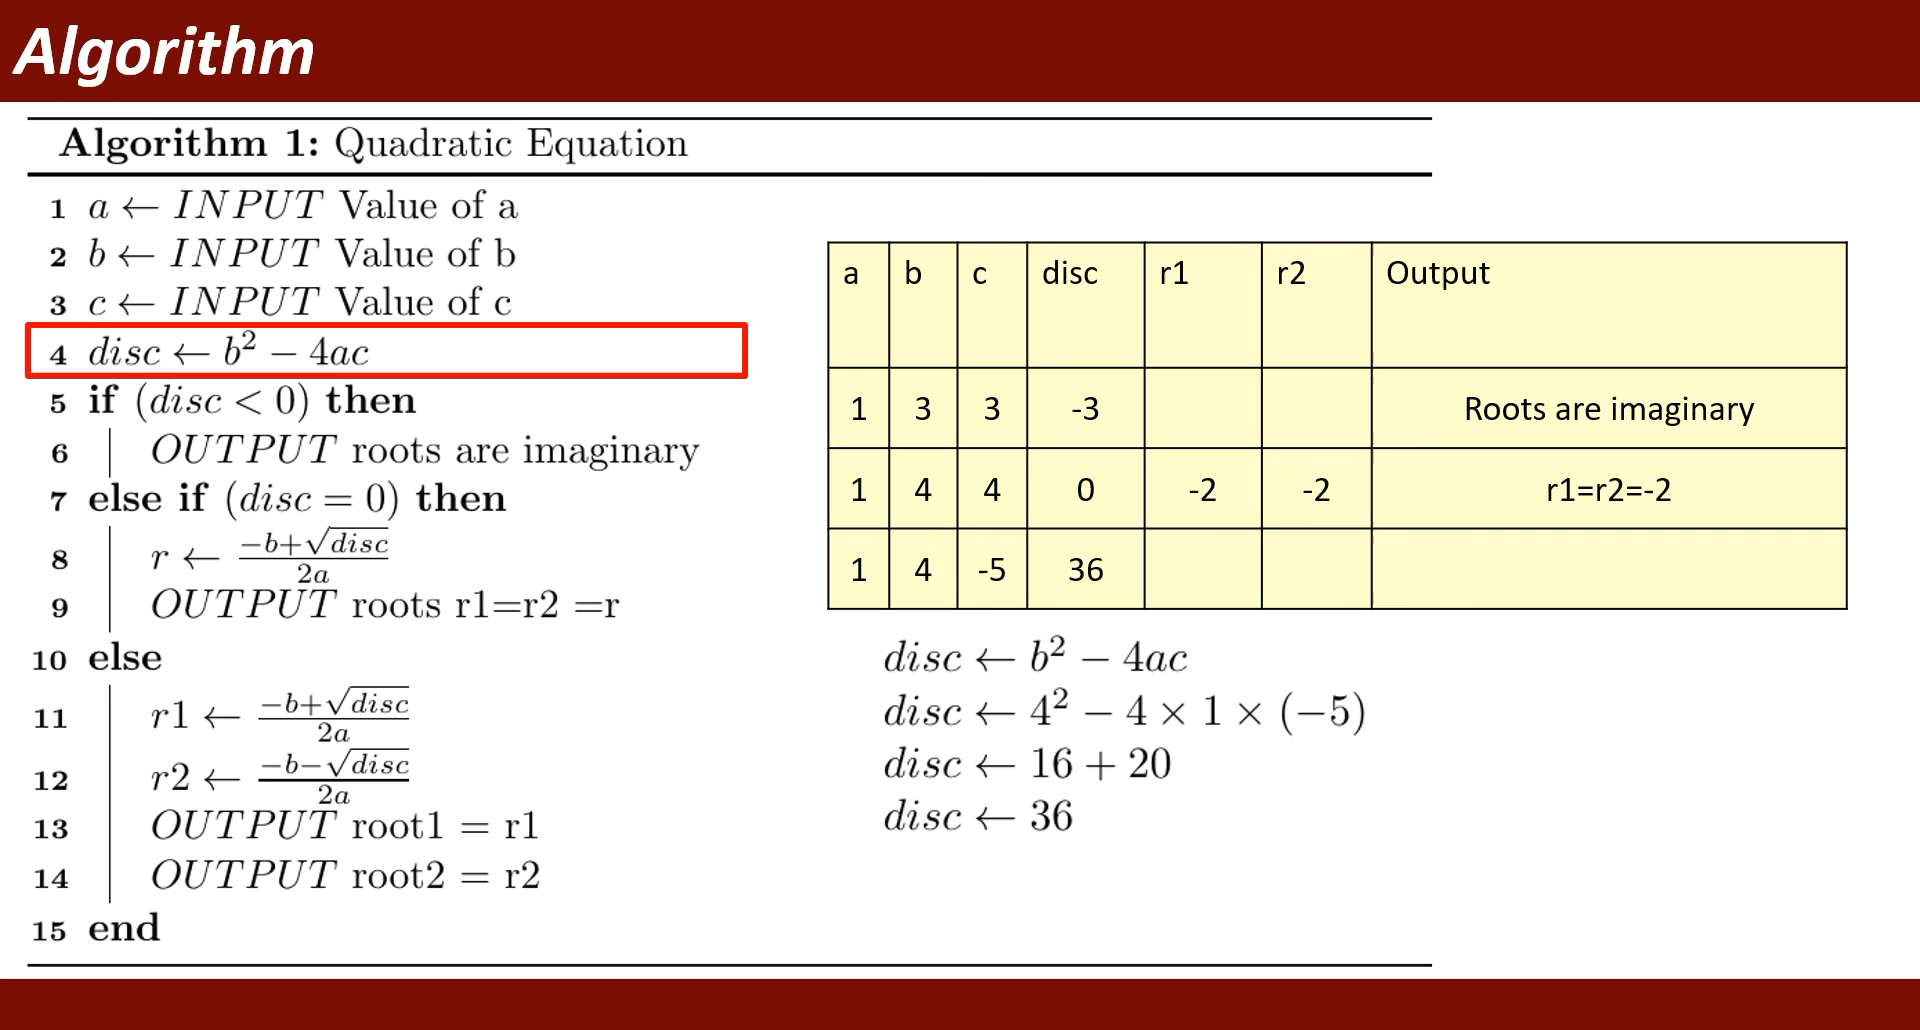 Algorithm
Algorithm 1: Quadratic Equation
1 a ← INPUT Value of a
2 b ← INPUT Value of b
3 c ← INPUT Value of c
4 disc ← b² − 4ac
5 if (disc < 0) then
6 OUTPUT roots are imaginary
7 else if (disc = 0) then
8 r ← (−b+√disc)/2a
9 OUTPUT roots r1=r2 =r
10 else
11 r1 ← (−b+√disc)/2a
12 r2 ← (−b−√disc)/2a
13 OUTPUT root1 = r1
14 OUTPUT root2 = r2
15 end
a b c disc r1 r2 Output
1 3 3 -3 Roots are imaginary
1 4 4 0 -2 -2 r1=r2=-2
1 4 -5 36
disc ← b² − 4ac
disc ← 4² − 4 × 1 × (−5)
disc ← 16 + 20
disc ← 36